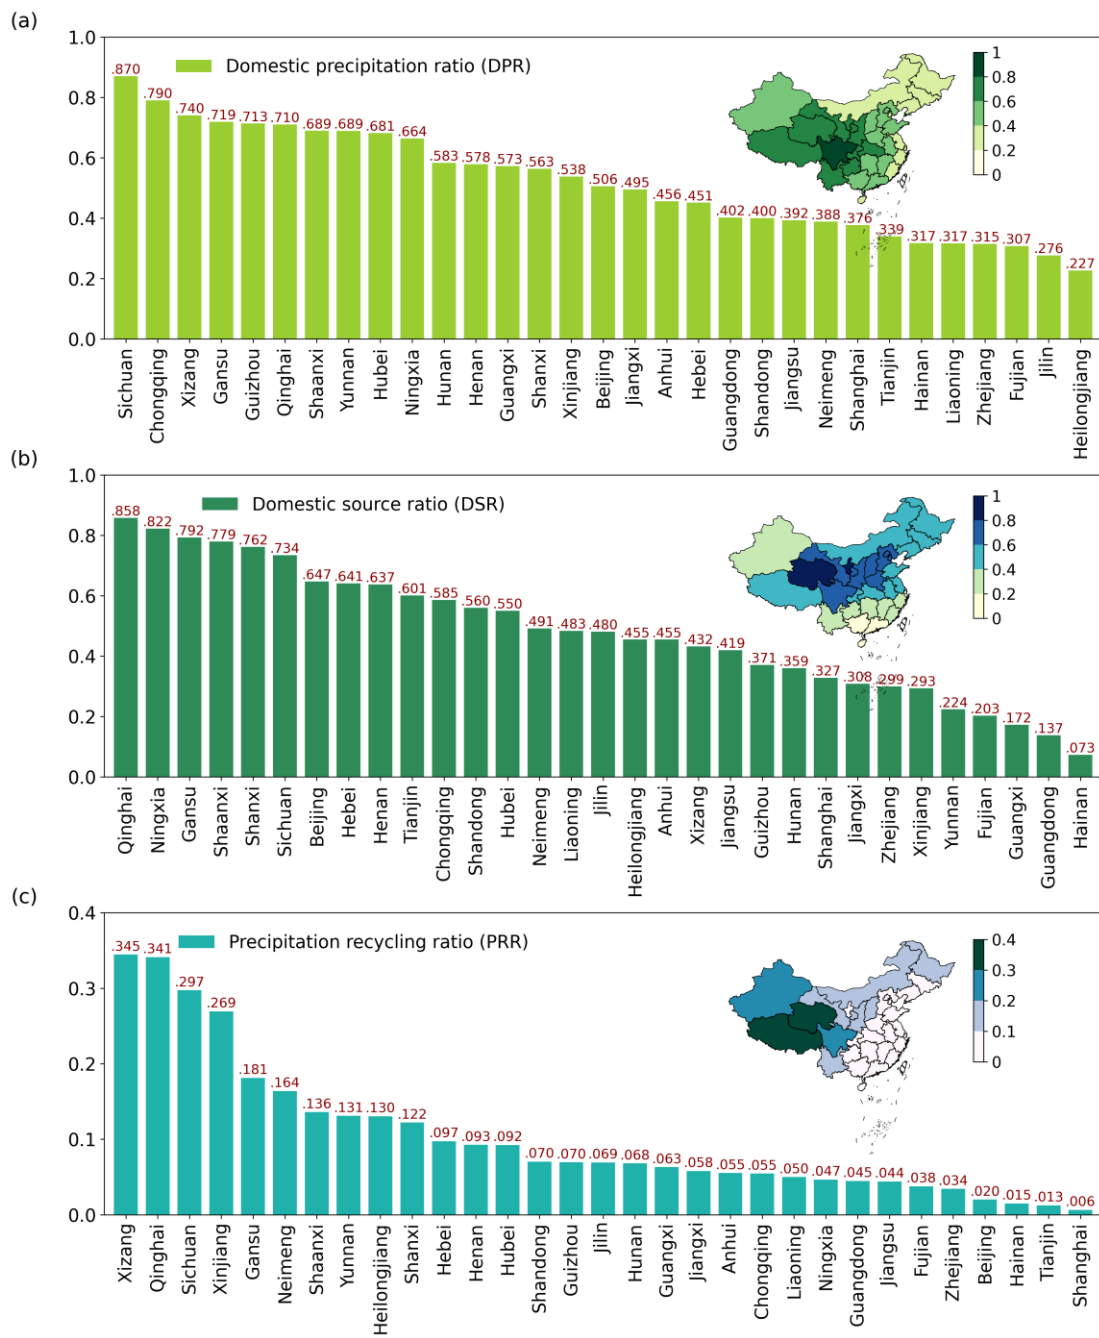 (a)
Domestic precipitation ratio (DPR)
1.0
0.8
0.6
0.4
0.2
0.0
.870 .790 .740 .719 .713 .710 .689 .689 .681 .664 .583 .578 .573 .563 .538 .506 .495 .456 .451 .402 .400 .392 .388 .376 .339 .317 .317 .315 .307 .276 .227
1
0.8
0.6
0.4
0.2
0
Sichuan Chongqing Xizang Gansu Guizhou Qinghai Shaanxi Yunnan Hubei Ningxia Hunan Henan Guangxi Shanxi Xinjiang Beijing Jiangxi Anhui Hebei Guangdong Shandong Jiangsu Neimeng Shanghai Tianjin Hainan Liaoning Zhejiang Fujian Jilin Heilongjiang
(b)
Domestic source ratio (DSR)
1.0
0.8
0.6
0.4
0.2
0.0
.858 .822 .792 .779 .762 .734 .647 .641 .637 .601 .585 .560 .550 .491 .483 .480 .455 .455 .432 .419 .371 .359 .327 .308 .299 .293 .224 .203 .172 .137 .073
1
0.8
0.6
0.4
0.2
0
Qinghai Ningxia Gansu Shaanxi Shanxi Sichuan Beijing Hebei Henan Tianjin Chongqing Shandong Hubei Neimeng Liaoning Jilin Heilongjiang Anhui Xizang Jiangsu Guizhou Hunan Shanghai Jiangxi Zhejiang Xinjiang Yunnan Fujian Guangxi Guangdong Hainan
(c)
Precipitation recycling ratio (PRR)
0.4
0.3
0.2
0.1
0.0
.345 .341 .297 .269 .181 .164 .136 .131 .130 .122 .097 .093 .092 .070 .070 .069 .068 .063 .058 .055 .055 .050 .047 .045 .044 .038 .034 .020 .015 .013 .006
0.4
0.3
0.2
0.1
0
Xizang Qinghai Sichuan Xinjiang Gansu Neimeng Shaanxi Yunnan Heilongjiang Shanxi Hebei Henan Hubei Shandong Guizhou Jilin Hunan Guangxi Jiangxi Anhui Chongqing Liaoning Ningxia Guangdong Jiangsu Fujian Zhejiang Beijing Hainan Tianjin Shanghai